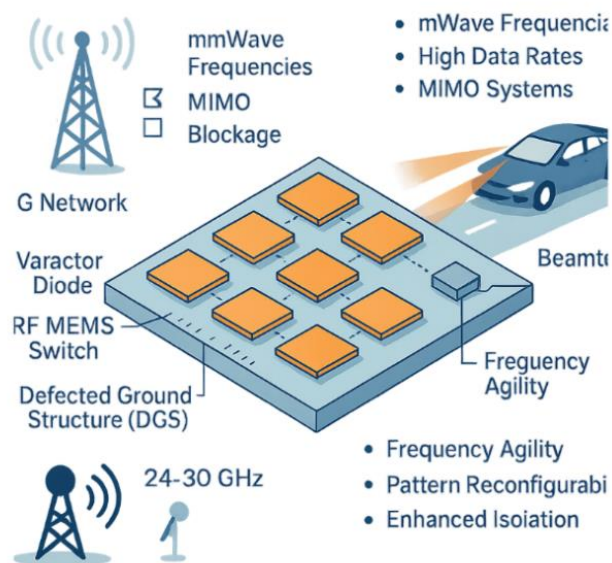 mmWave
Frequencies
MIMO
Blockage
G Network
• mWave Frequencia
• High Data Rates
• MIMO Systems
Beamte
Varactor
Diode
RF MEMS
Switch
Defected Ground
Structure (DGS)
Freguency
Agility
24-30 GHz
• Frequency Agility
• Pattern Reconfigurabi
• Enhanced Isoiation